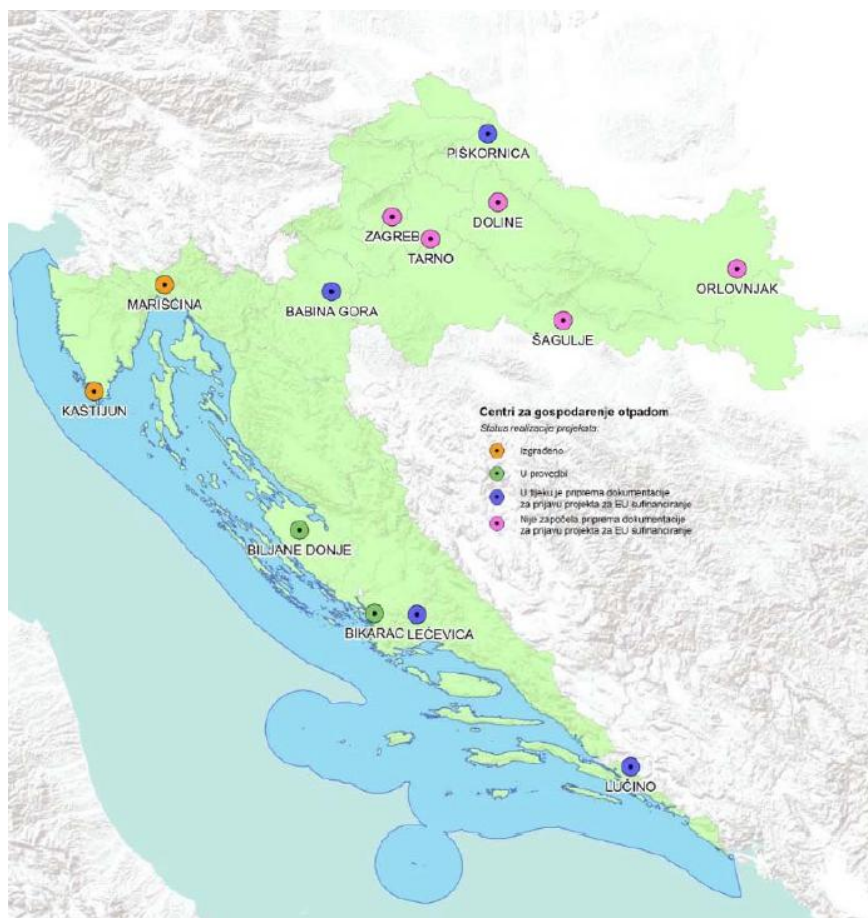 PIŠKORNICA
DOLINE
ZAGREB
TARNO
ORLOVNJAK
MARIŠĆINA
BABINA GORA
ŠAGULJE
KAŠTIJUN
Centri za gospodarenje otpadom
Status realizacije projekata:
Izgrađeno
U provedbi
U tijeku je priprema dokumentacije
za prijavu projekta za EU sufinanciranje
Nije započela priprema dokumentacije
za prijavu projekta za EU sufinanciranje
BILJANE DONJE
BIKARAC
LEĆEVICA
LUČINO